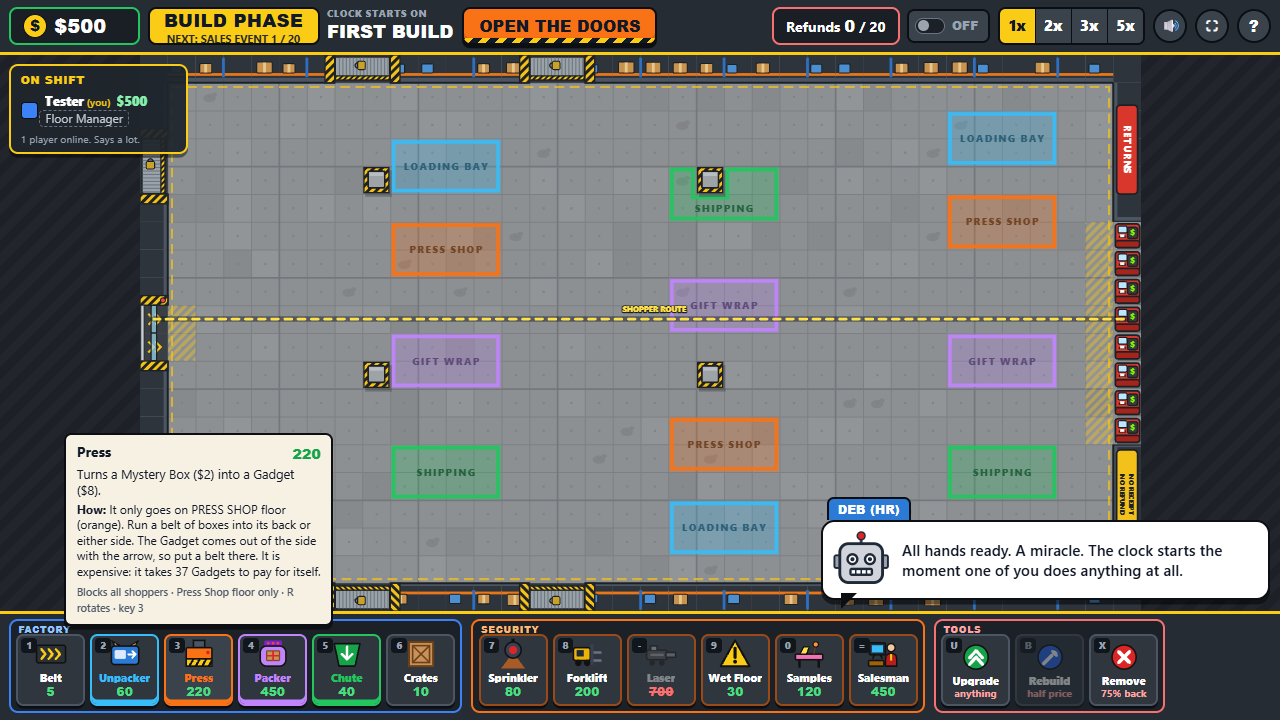 $500
BUILD PHASE
NEXT: SALES EVENT 1 / 20
CLOCK STARTS ON
FIRST BUILD
OPEN THE DOORS
Refunds 0 / 20
OFF
1x
2x
3x
5x
?
ON SHIFT
Tester (you) $500
Floor Manager
1 player online. Says a lot.
LOADING BAY
LOADING BAY
RETURNS
SHIPPING
PRESS SHOP
PRESS SHOP
GIFT WRAP
SHOPPER ROUTE
GIFT WRAP
GIFT WRAP
PRESS SHOP
SHIPPING
SHIPPING
LOADING BAY
NO RECEIPT
NO REFUND
Press 220
Turns a Mystery Box ($2) into a Gadget
($8).
How: It only goes on PRESS SHOP floor
(orange). Run a belt of boxes into its back or
either side. The Gadget comes out of the side
with the arrow, so put a belt there. It is
expensive: it takes 37 Gadgets to pay for itself.
Blocks all shoppers · Press Shop floor only · R
rotates · key 3
DEB (HR)
All hands ready. A miracle. The clock starts the
moment one of you does anything at all.
FACTORY
1
Belt
5
2
Unpacker
60
3
Press
220
4
Packer
450
5
Chute
40
6
Crates
10
SECURITY
7
Sprinkler
80
8
Forklift
200
-
Laser
700
9
Wet Floor
30
0
Samples
120
=
Salesman
450
TOOLS
U
Upgrade
anything
B
Rebuild
half price
X
Remove
75% back